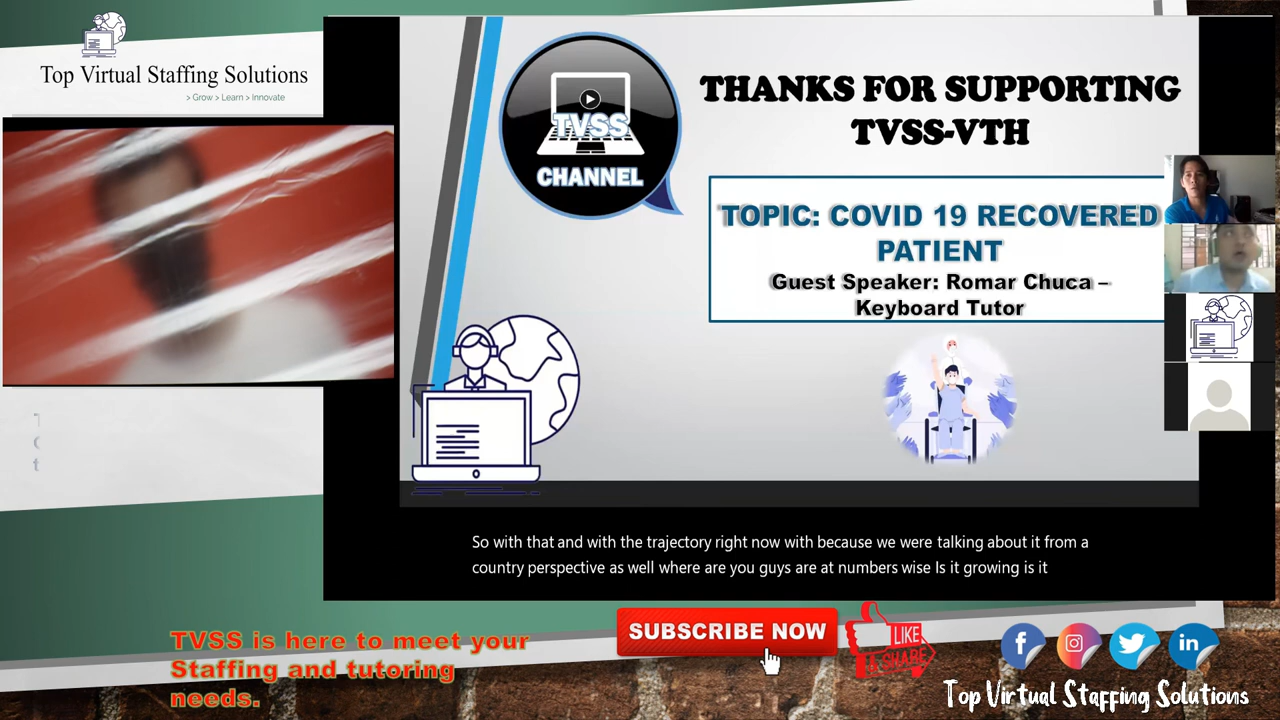 Top Virtual Staffing Solutions
> Grow > Learn > Innovate
TVSS
CHANNEL
THANKS FOR SUPPORTING
TVSS-VTH
TOPIC: COVID 19 RECOVERED
PATIENT
Guest Speaker: Romar Chuca –
Keyboard Tutor
So with that and with the trajectory right now with because we were talking about it from a
country perspective as well where are you guys are at numbers wise Is it growing is it
TVSS is here to meet your
Staffing and tutoring
needs.
SUBSCRIBE NOW
LIKE
SHARE
f
in
Top Virtual Staffing Solutions